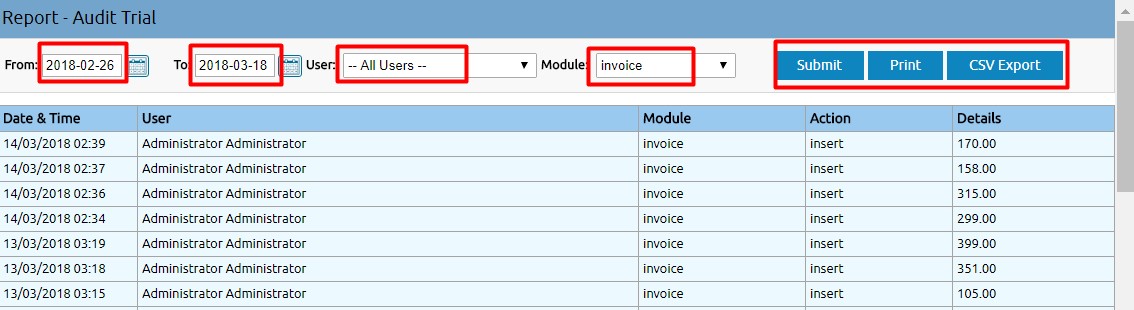 Report - Audit Trial
From: 2018-02-26 To: 2018-03-18 User: -- All Users -- Module: invoice Submit Print CSV Export
Date & Time User Module Action Details
14/03/2018 02:39 Administrator Administrator invoice insert 170.00
14/03/2018 02:37 Administrator Administrator invoice insert 158.00
14/03/2018 02:36 Administrator Administrator invoice insert 315.00
14/03/2018 02:34 Administrator Administrator invoice insert 299.00
13/03/2018 03:19 Administrator Administrator invoice insert 399.00
13/03/2018 03:18 Administrator Administrator invoice insert 351.00
13/03/2018 03:15 Administrator Administrator invoice insert 105.00